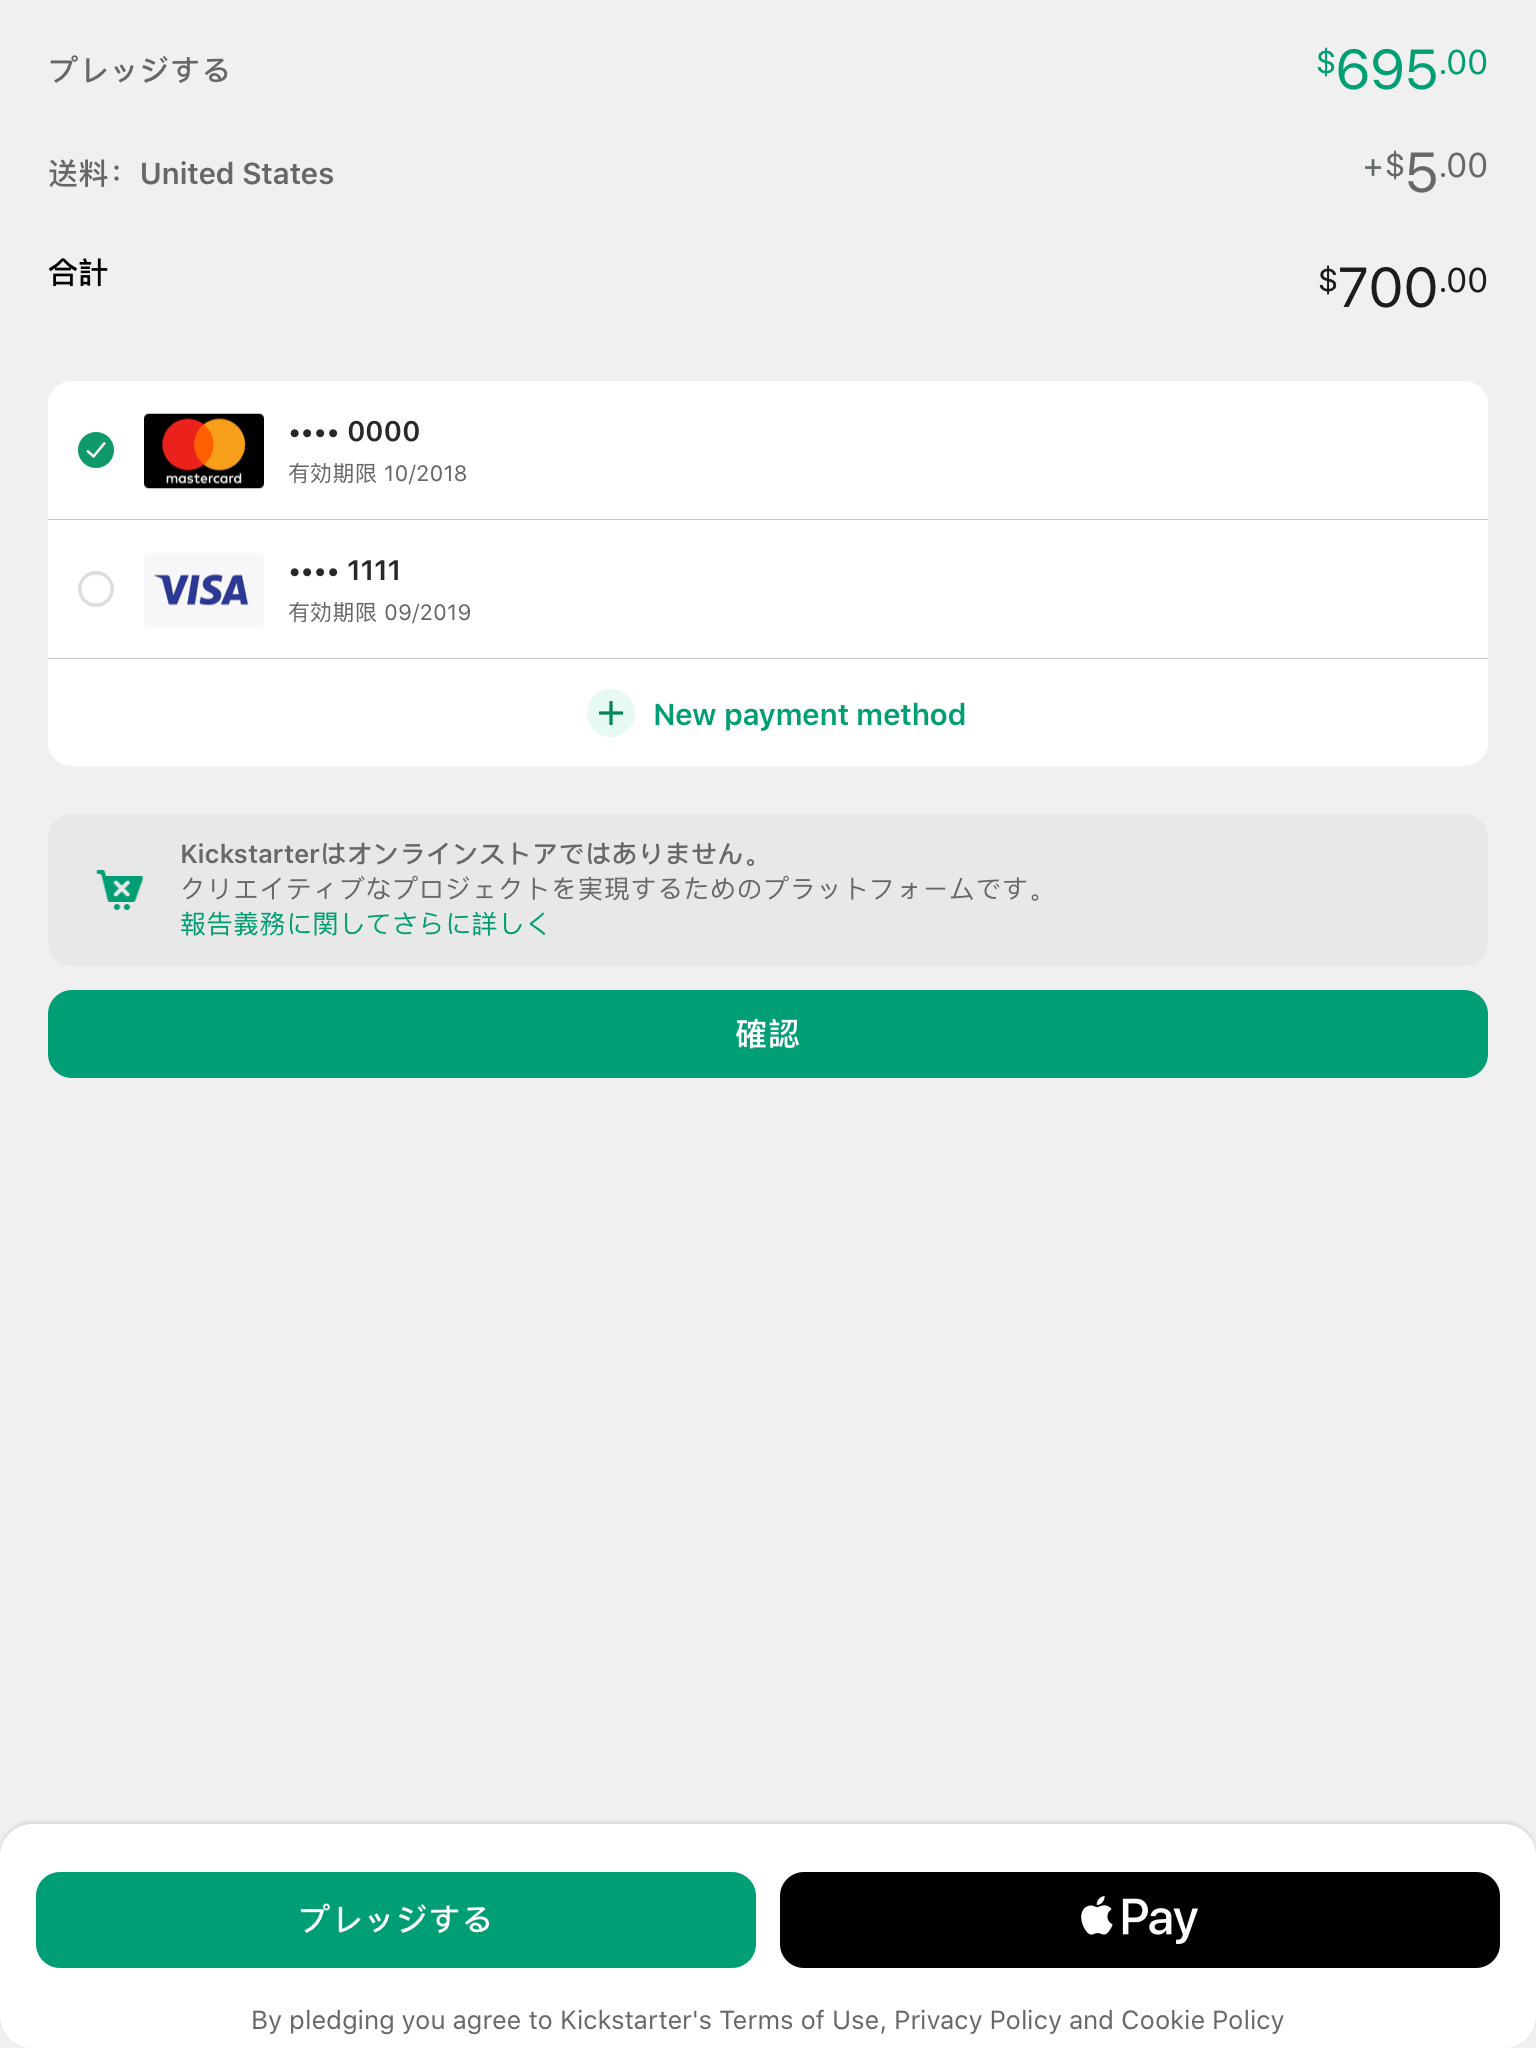 プレッジする $695.00
送料： United States +$5.00
合計 $700.00
mastercard •••• 0000
有効期限 10/2018
VISA •••• 1111
有効期限 09/2019
New payment method
Kickstarterはオンラインストアではありません。
クリエイティブなプロジェクトを実現するためのプラットフォームです。
報告義務に関してさらに詳しく
確認
プレッジする
Pay
By pledging you agree to Kickstarter's Terms of Use, Privacy Policy and Cookie Policy